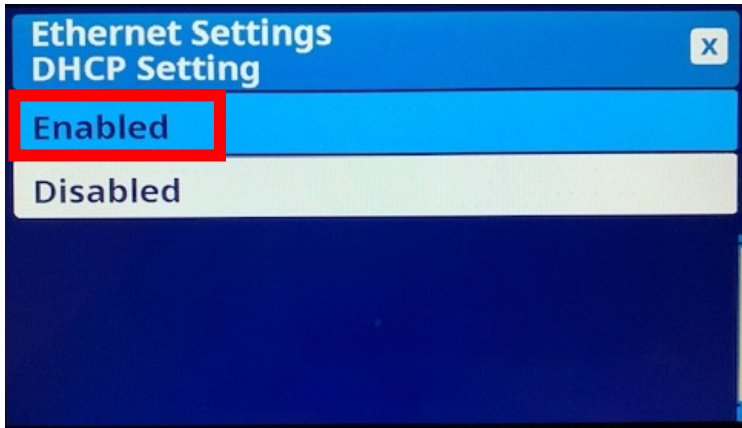 Ethernet Settings
DHCP Setting
X
Enabled
Disabled